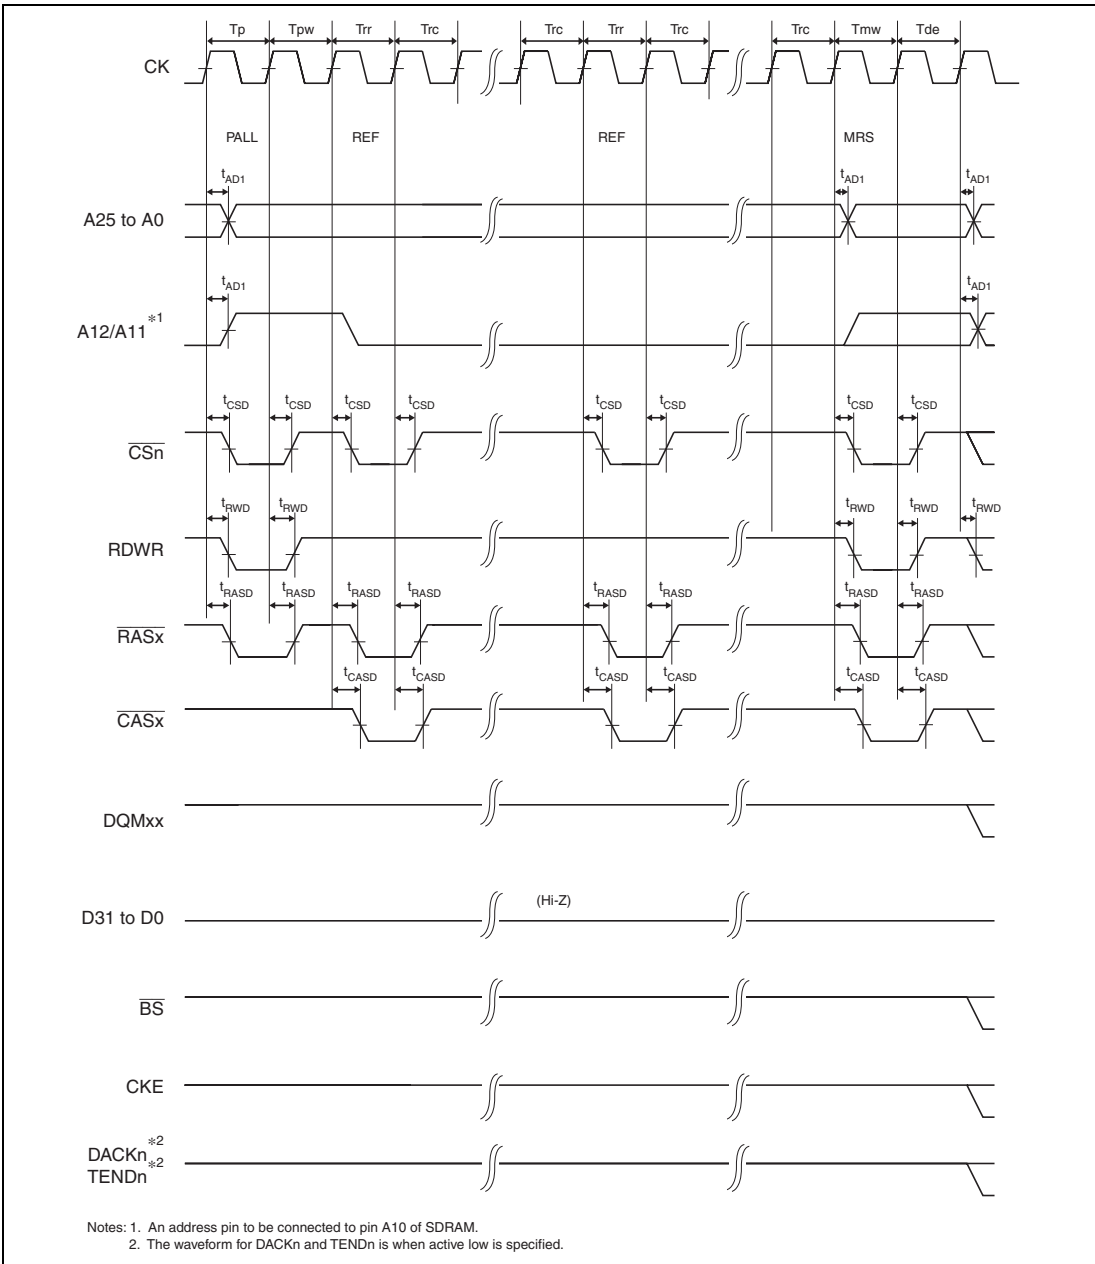 Tp Tpw Trr Trc Trc Trr Trc Trc Tmw Tde
CK
PALL REF REF MRS
tAD1 tAD1 tAD1
A25 to A0
tAD1 tAD1
A12/A11*1
tCSD tCSD tCSD tCSD tCSD tCSD tCSD tCSD
CSn
tRWD tRWD tRWD tRWD tRWD
RDWR
tRASD tRASD tRASD tRASD tRASD tRASD tRASD tRASD
RASx
tCASD tCASD tCASD tCASD tCASD tCASD
CASx
DQMxx
(Hi-Z)
D31 to D0
BS
CKE
DACKn*2
TENDn*2
Notes: 1. An address pin to be connected to pin A10 of SDRAM.
2. The waveform for DACKn and TENDn is when active low is specified.